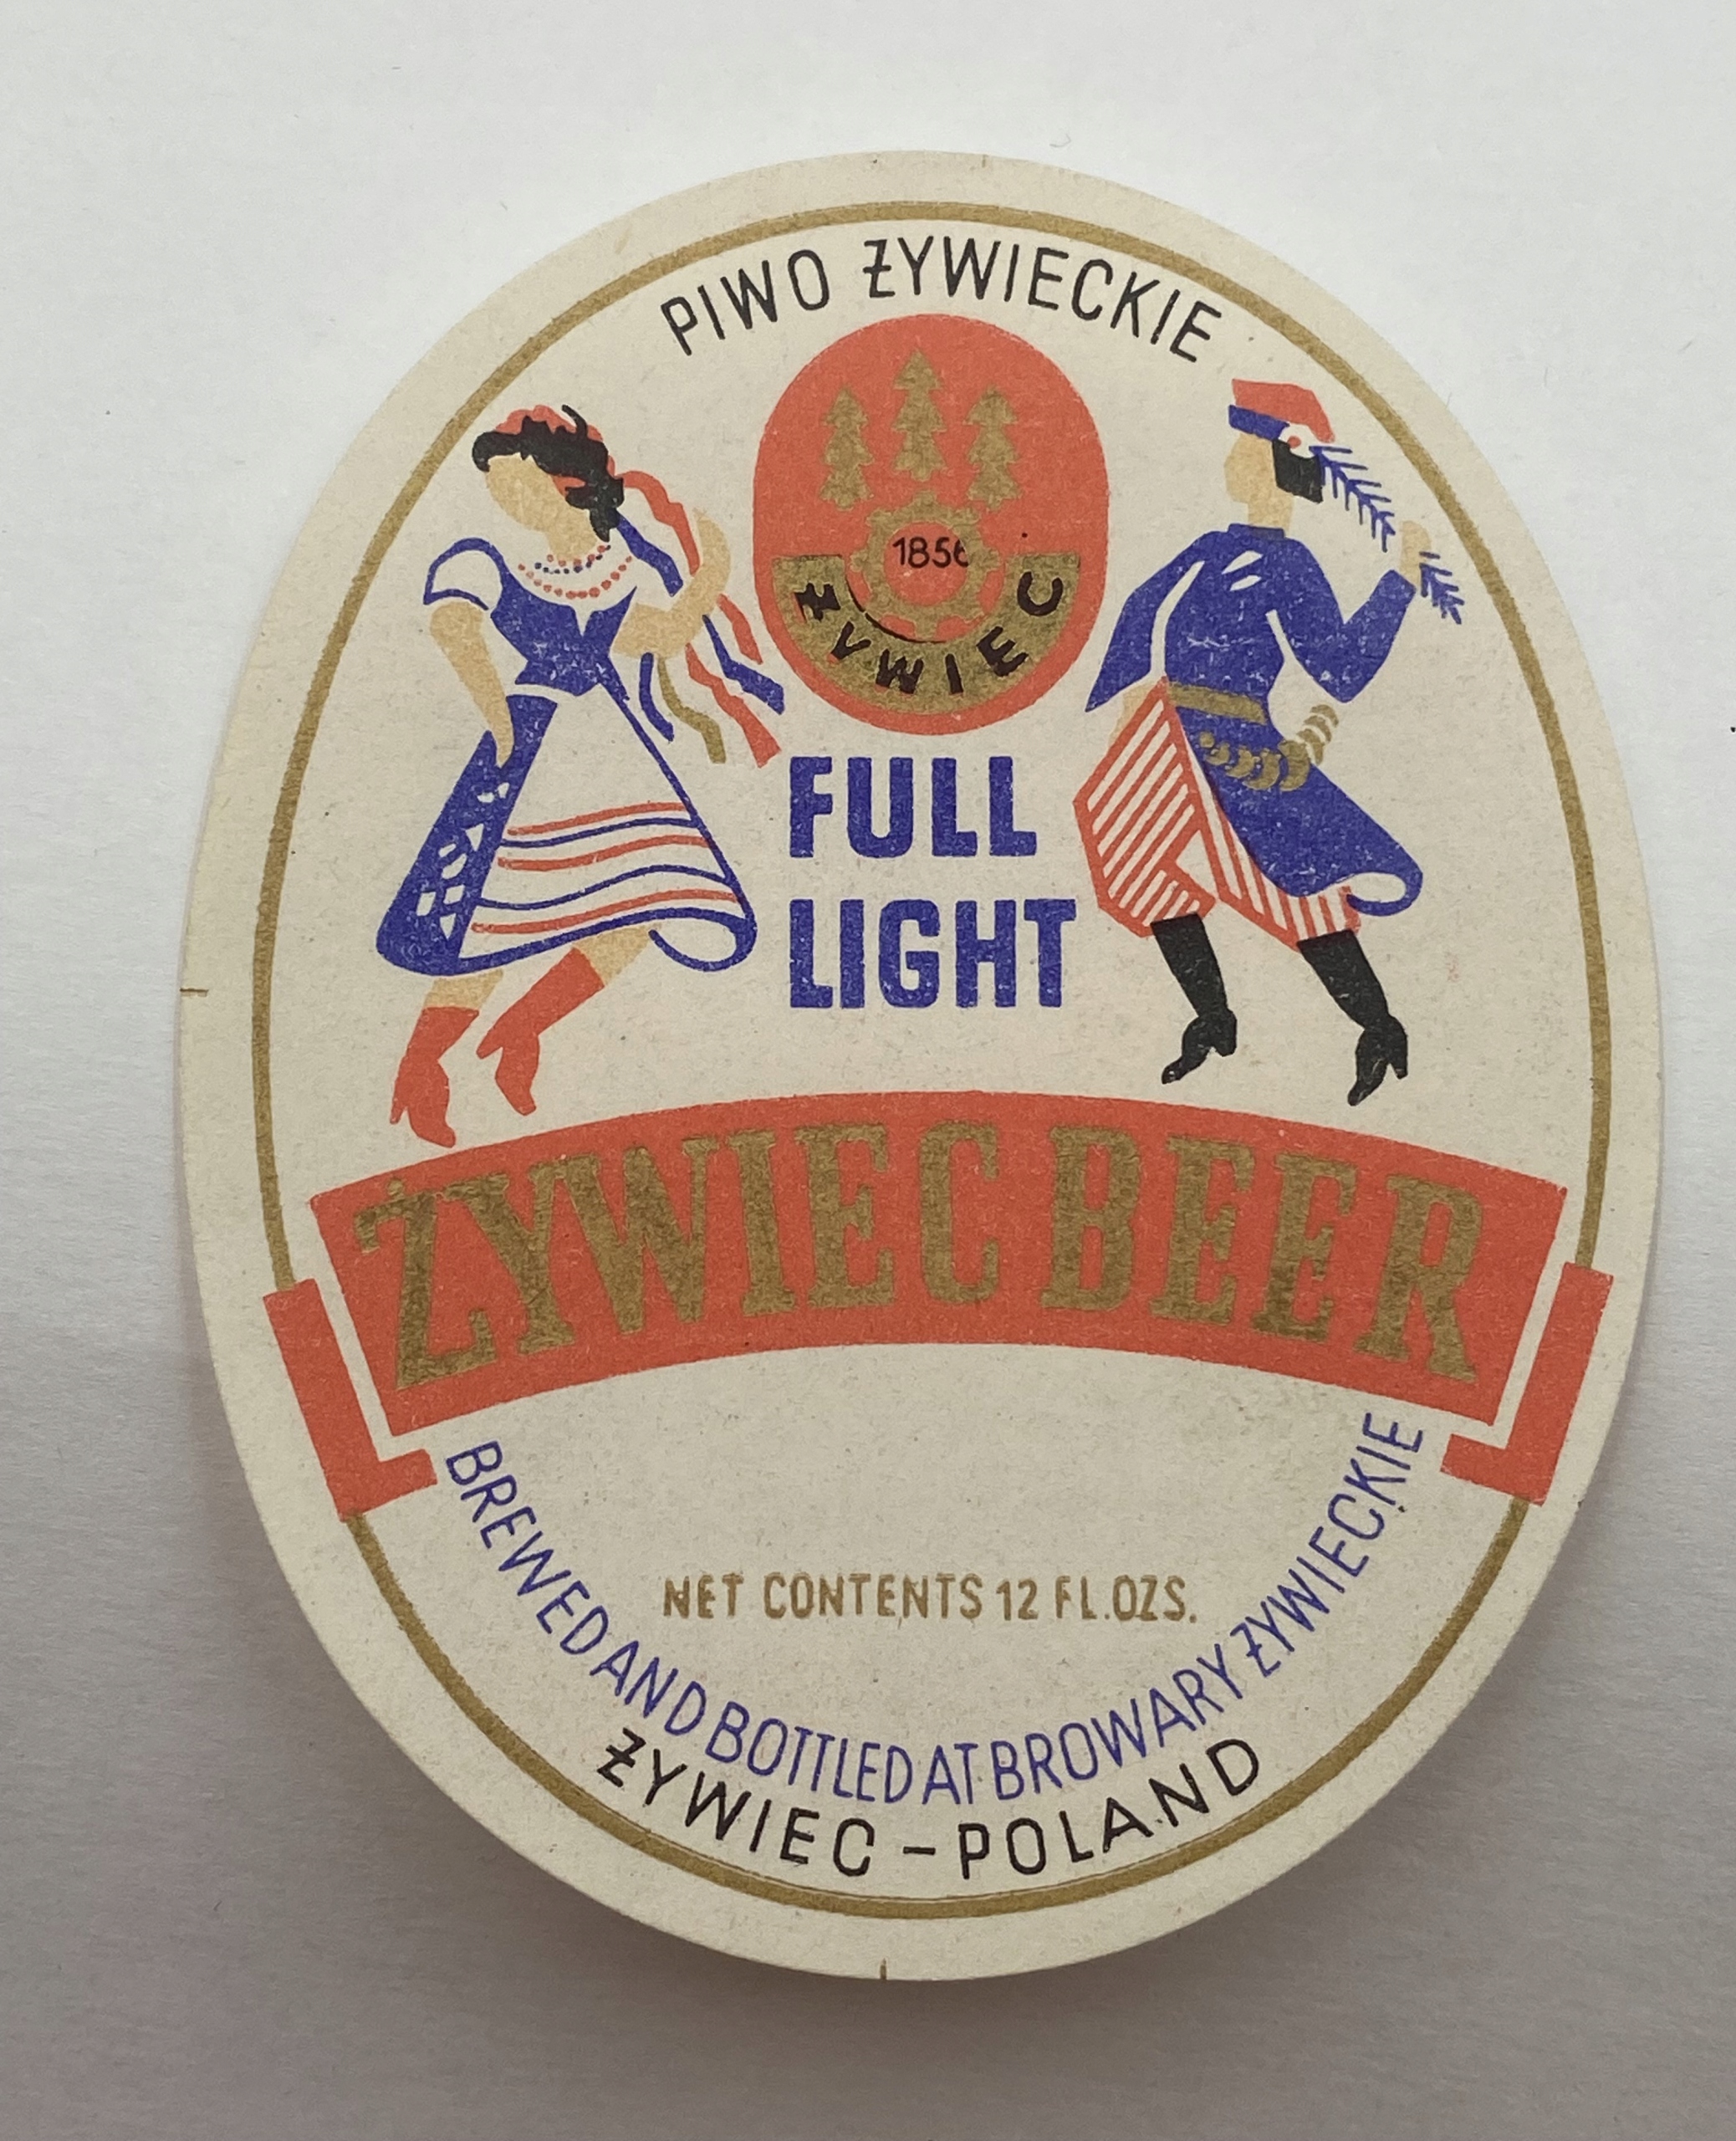 PIWO ŻYWIECKIE
1856
ŻYWIEC
FULL
LIGHT
ŻYWIEC BEER
NET CONTENTS 12 FL.OZS.
BREWED AND BOTTLED AT BROWARY ŻYWIECKIE
ŻYWIEC - POLAND